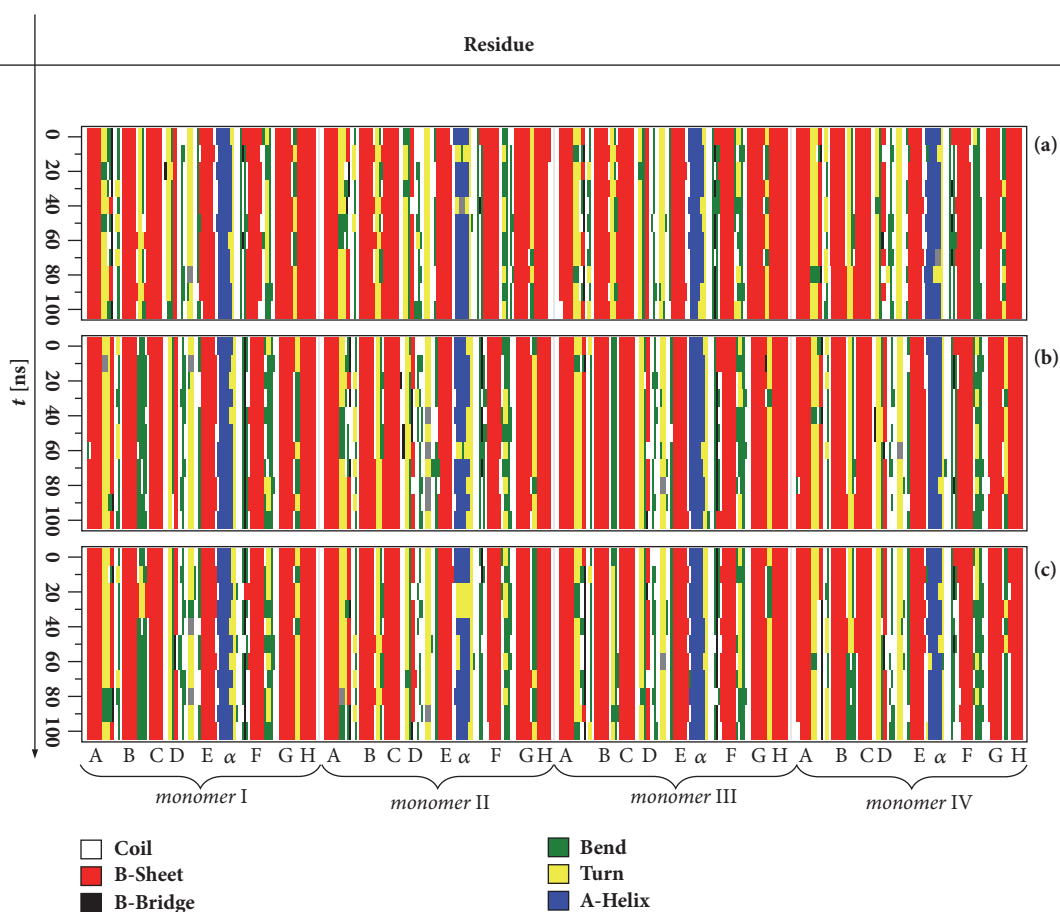 Residue
t [ns]
0 20 40 60 80 100
(a)
0 20 40 60 80 100
(b)
0 20 40 60 80 100
(c)
A B C D E α F G H A B C D E α F G H A B C D E α F G H A B C D E α F G H
monomer I monomer II monomer III monomer IV
Coil
B-Sheet
B-Bridge
Bend
Turn
A-Helix